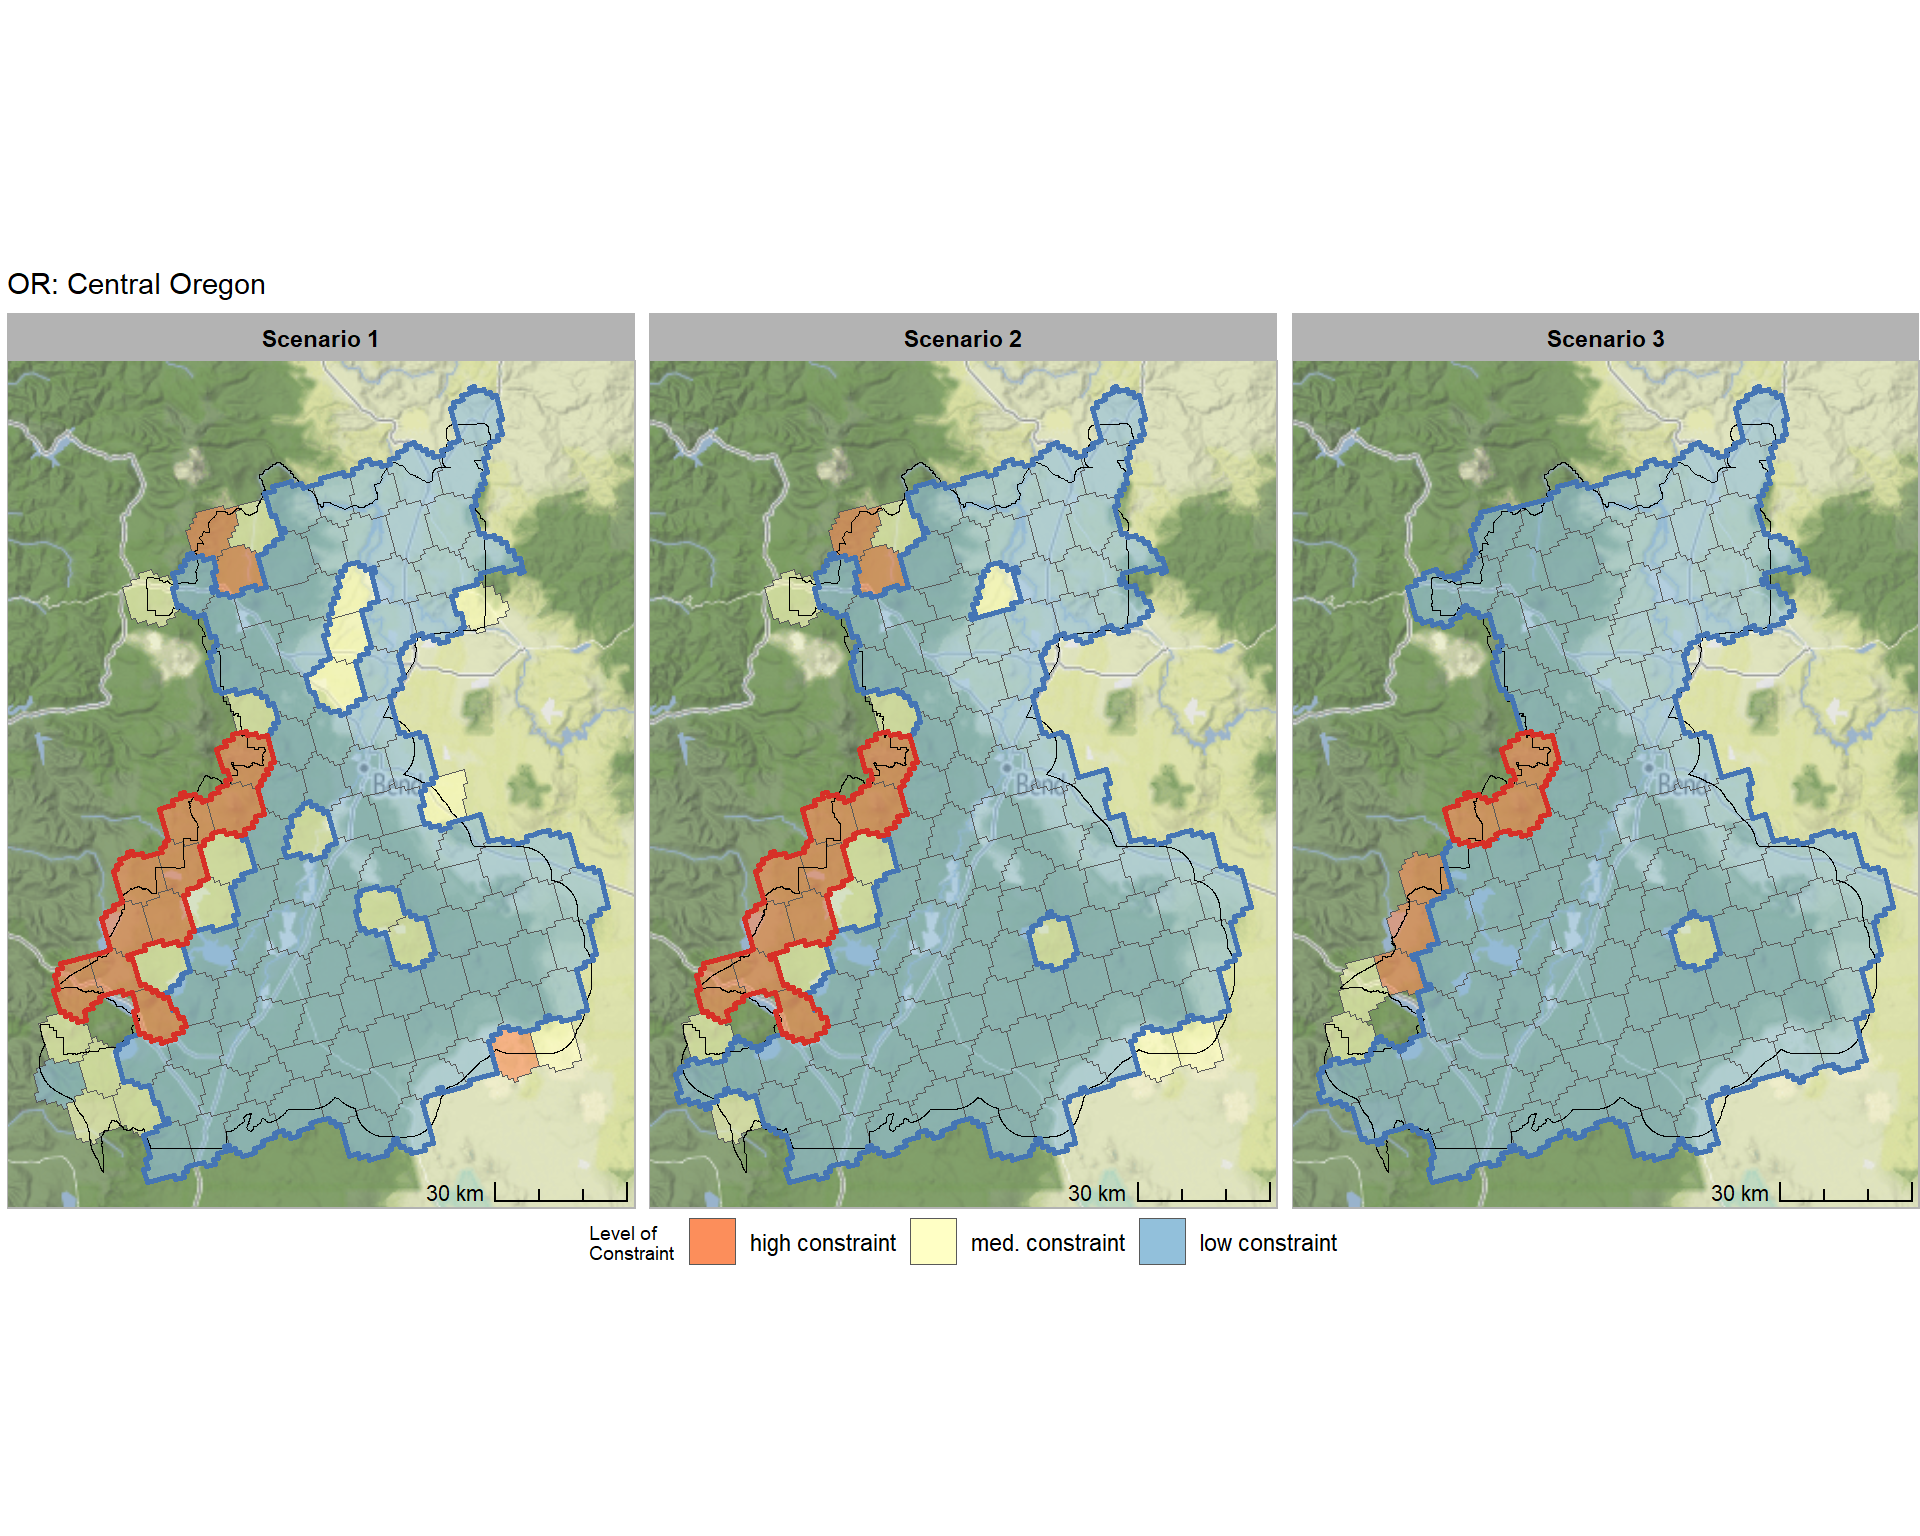 OR: Central Oregon
Scenario 1
Scenario 2
Scenario 3
Bend
Bend
Bend
30 km
30 km
30 km
Level of
Constraint
high constraint
med. constraint
low constraint